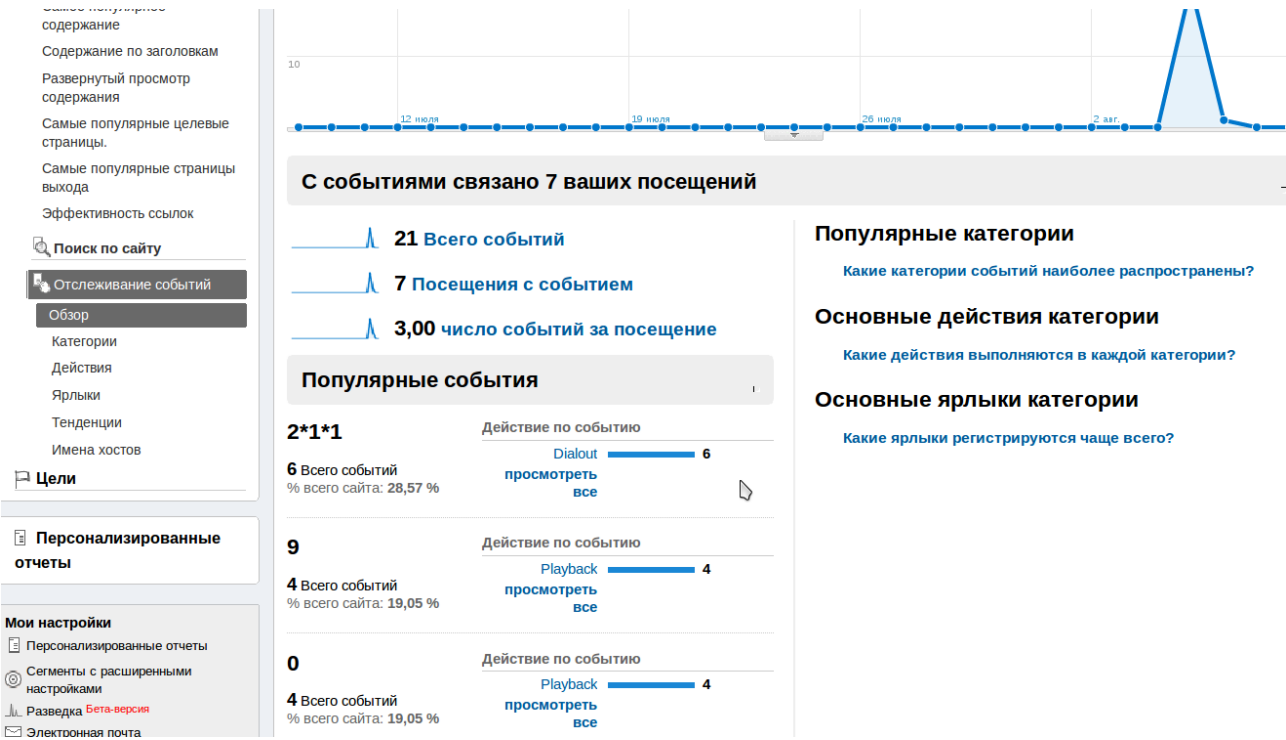 Самое популярное
содержание
Содержание по заголовкам
Развернутый просмотр
содержания
Самые популярные целевые
страницы.
Самые популярные страницы
выхода
Эффективность ссылок
Поиск по сайту
Отслеживание событий
Обзор
Категории
Действия
Ярлыки
Тенденции
Имена хостов
Цели
Персонализированные
отчеты
Мои настройки
Персонализированные отчеты
Сегменты с расширенными
настройками
Разведка Бета-версия
Электронная почта
10
12 июля
19 июля
26 июля
2 авг.
С событиями связано 7 ваших посещений
21 Всего событий
7 Посещения с событием
3,00 число событий за посещение
Популярные события
2*1*1
6 Всего событий
% всего сайта: 28,57 %
Действие по событию
Dialout 6
просмотреть
все
9
4 Всего событий
% всего сайта: 19,05 %
Действие по событию
Playback 4
просмотреть
все
0
4 Всего событий
% всего сайта: 19,05 %
Действие по событию
Playback 4
просмотреть
все
Популярные категории
Какие категории событий наиболее распространены?
Основные действия категории
Какие действия выполняются в каждой категории?
Основные ярлыки категории
Какие ярлыки регистрируются чаще всего?